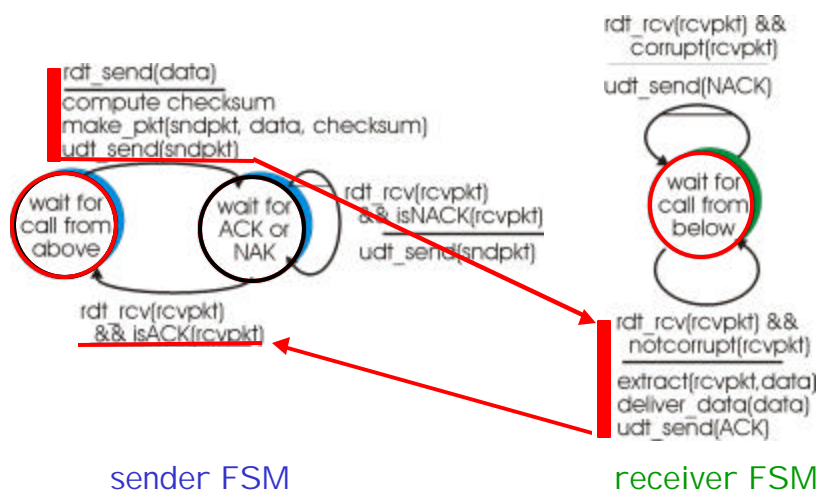 rdt_send(data)
compute checksum
make_pkt(sndpkt, data, checksum)
udt_send(sndpkt)
wait for
call from
above
wait for
ACK or
NAK
rdt_rcv(rcvpkt)
&& isNACK(rcvpkt)
udt_send(sndpkt)
rdt_rcv(rcvpkt)
&& isACK(rcvpkt)
sender FSM
rdt_rcv(rcvpkt) &&
corrupt(rcvpkt)
udt_send(NACK)
wait for
call from
below
rdt_rcv(rcvpkt) &&
notcorrupt(rcvpkt)
extract(rcvpkt,data)
deliver_data(data)
udt_send(ACK)
receiver FSM